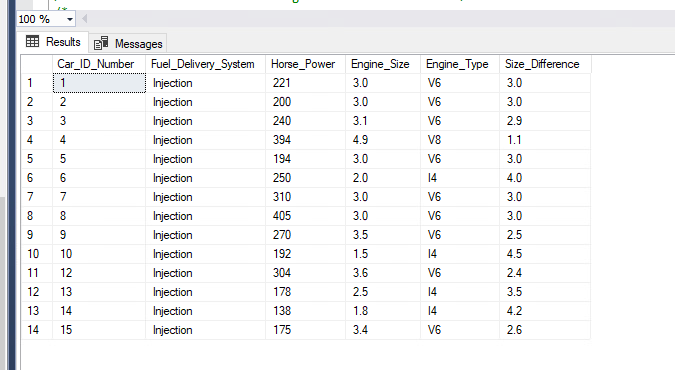 100 %
/*
Results Messages
Car_ID_Number Fuel_Delivery_System Horse_Power Engine_Size Engine_Type Size_Difference
1 1 Injection 221 3.0 V6 3.0
2 2 Injection 200 3.0 V6 3.0
3 3 Injection 240 3.1 V6 2.9
4 4 Injection 394 4.9 V8 1.1
5 5 Injection 194 3.0 V6 3.0
6 6 Injection 250 2.0 I4 4.0
7 7 Injection 310 3.0 V6 3.0
8 8 Injection 405 3.0 V6 3.0
9 9 Injection 270 3.5 V6 2.5
10 10 Injection 192 1.5 I4 4.5
11 12 Injection 304 3.6 V6 2.4
12 13 Injection 178 2.5 I4 3.5
13 14 Injection 138 1.8 I4 4.2
14 15 Injection 175 3.4 V6 2.6